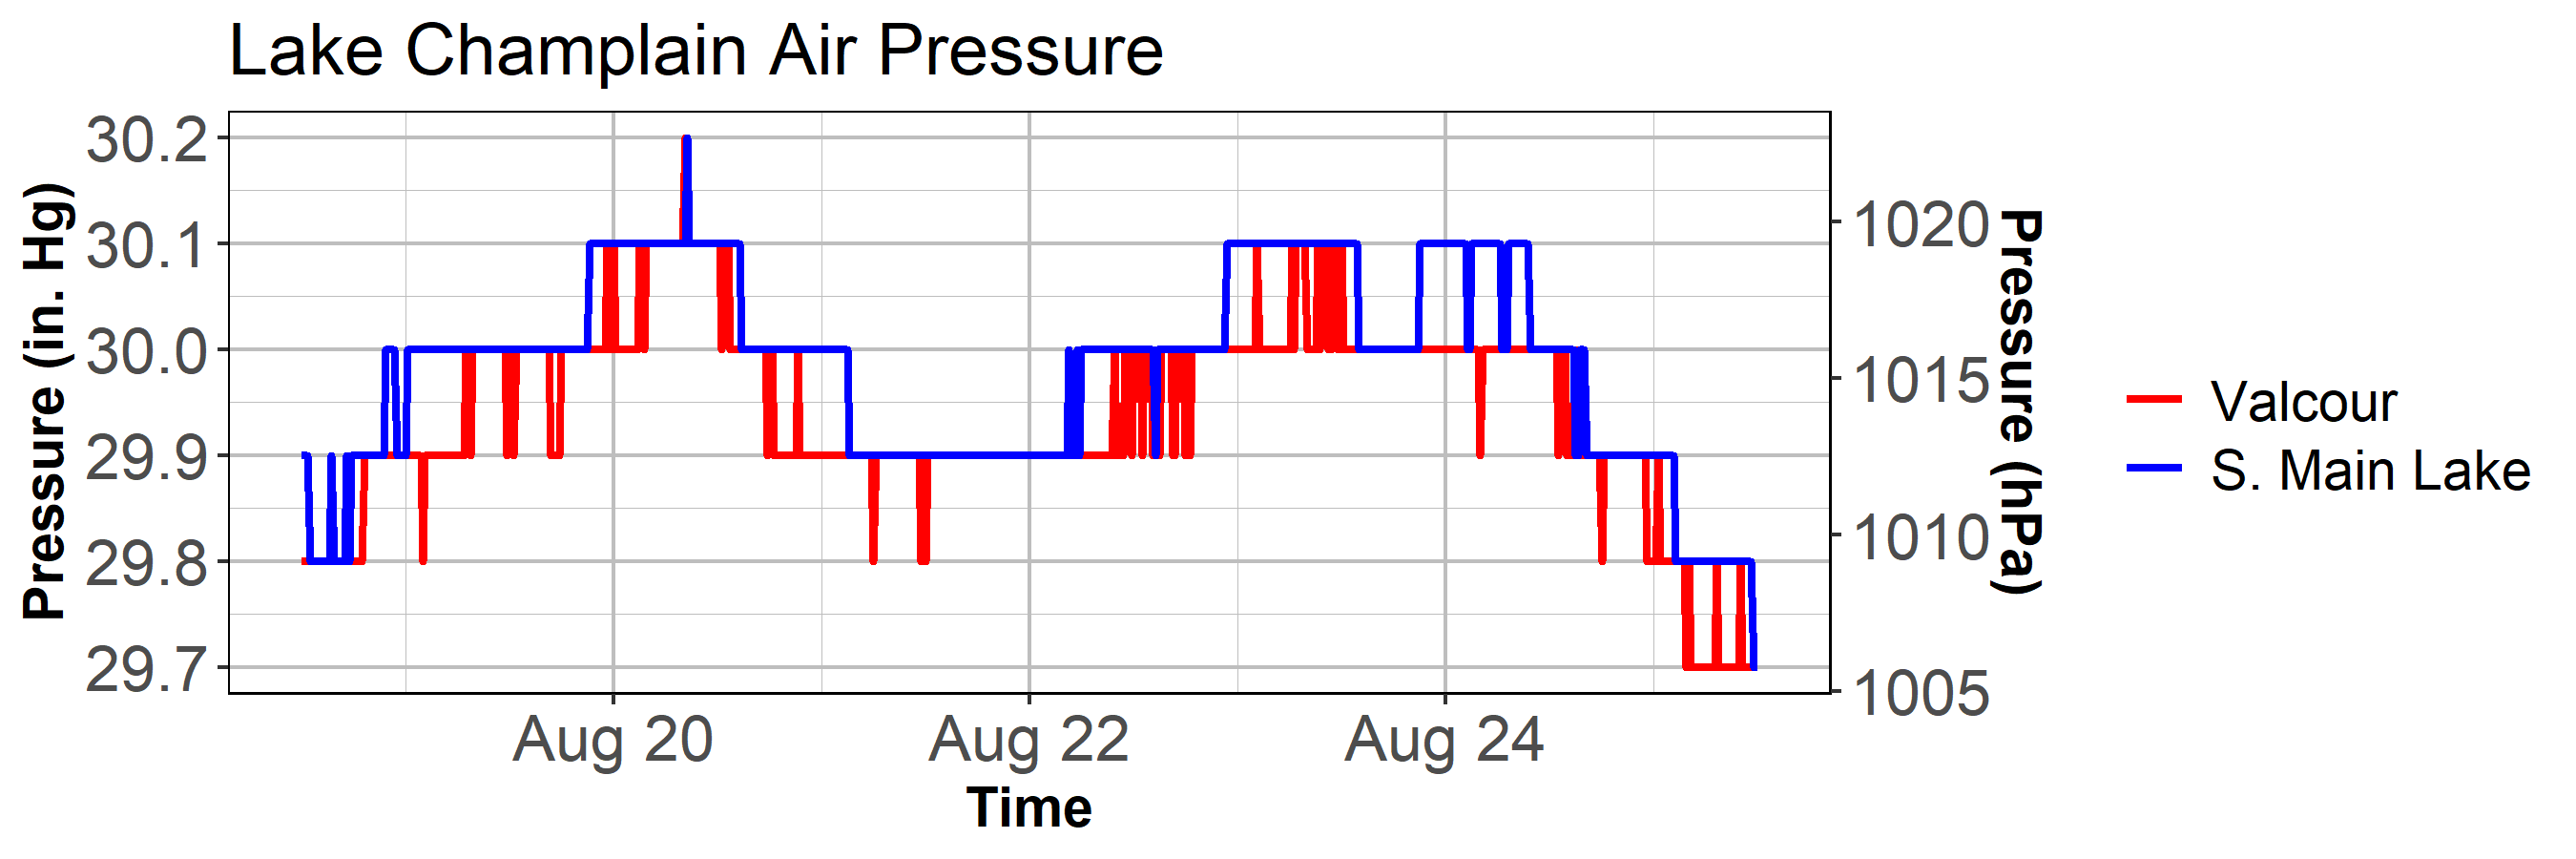 Lake Champlain Air Pressure
Pressure (in. Hg)
30.2
30.1
30.0
29.9
29.8
29.7
1020
1015
1010
1005
Pressure (hPa)
Aug 20 Aug 22 Aug 24
Time
Valcour
S. Main Lake